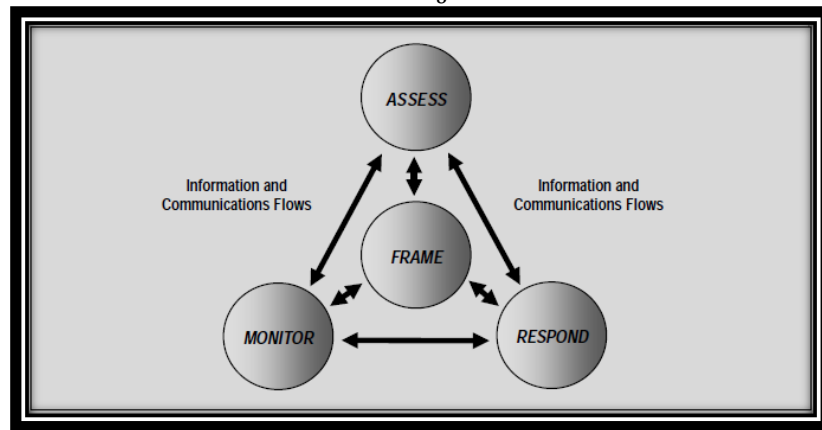 ASSESS
Information and
Communications Flows
Information and
Communications Flows
FRAME
MONITOR
RESPOND